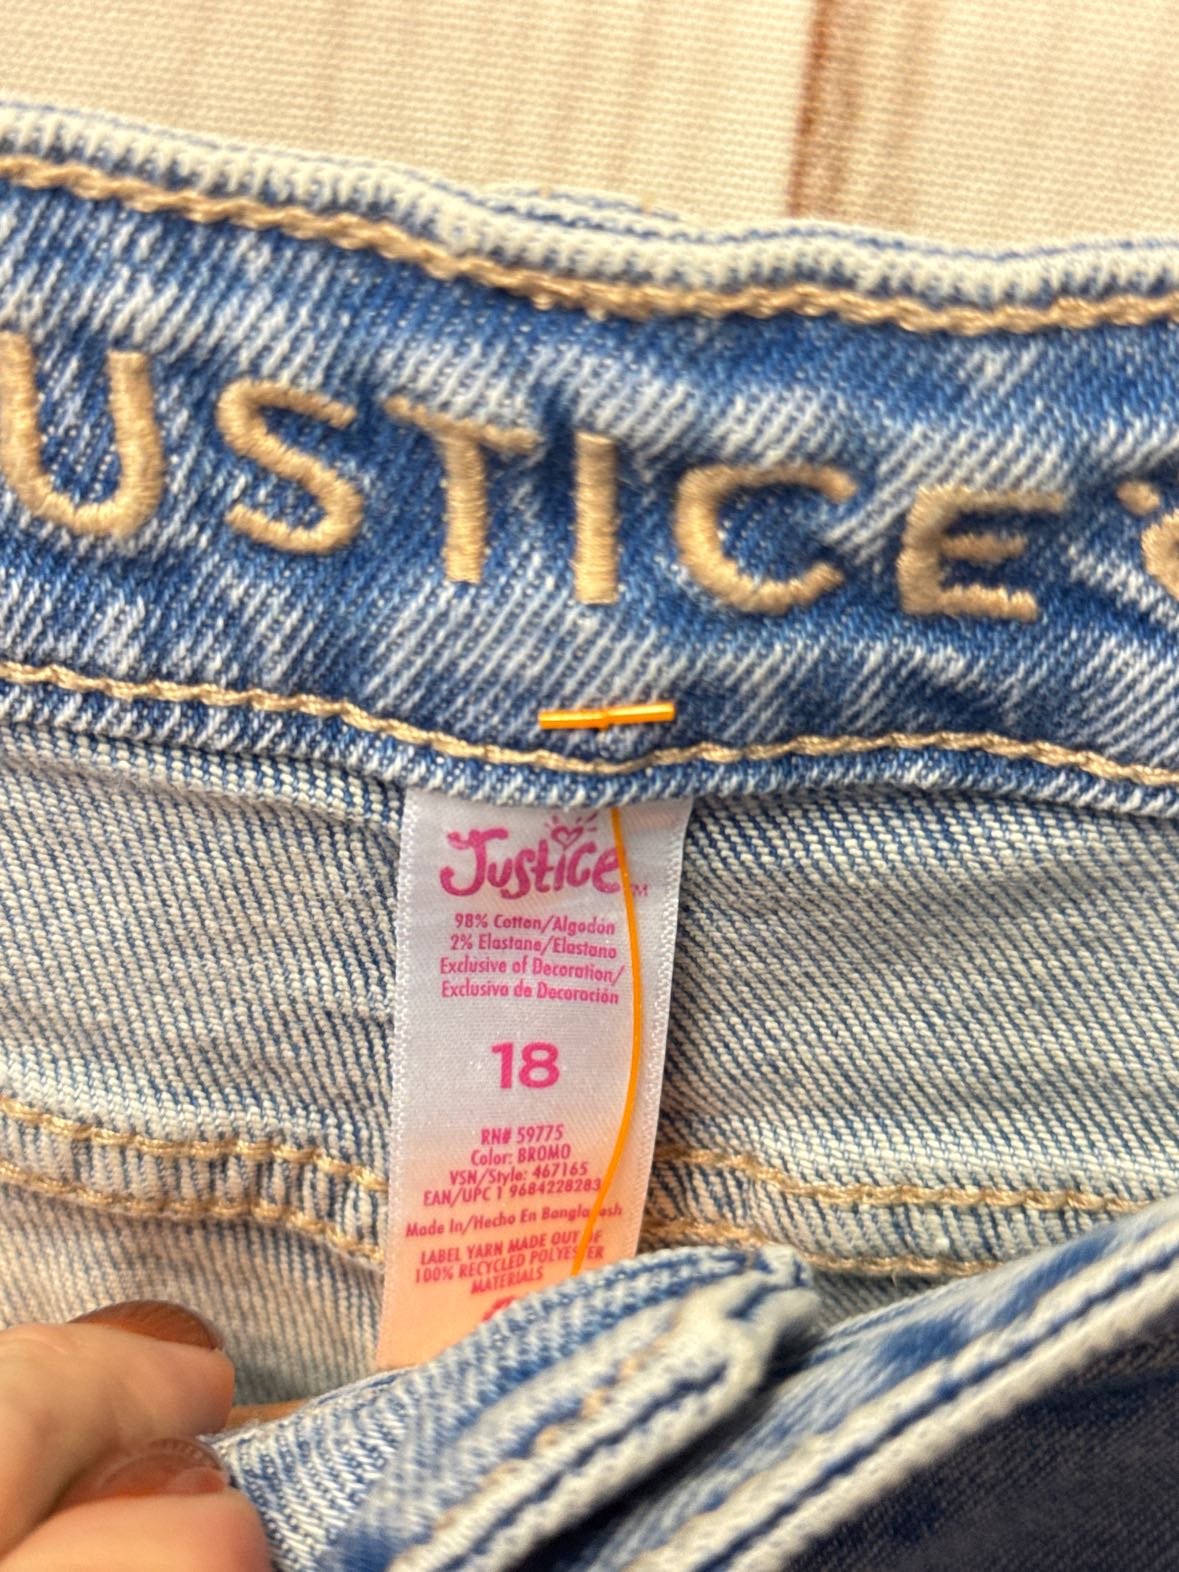 JUSTICE
Justice™
98% Cotton/Algodón
2% Elastane/Elastano
Exclusive of Decoration/
Exclusivo de Decoración
18
RN# 59775
Color: BROMO
VSN/Style: 467165
EAN/UPC 1 9684228283
Made In/Hecho En Bangladesh
LABEL YARN MADE OUT OF
100% RECYCLED POLYESTER
MATERIALS